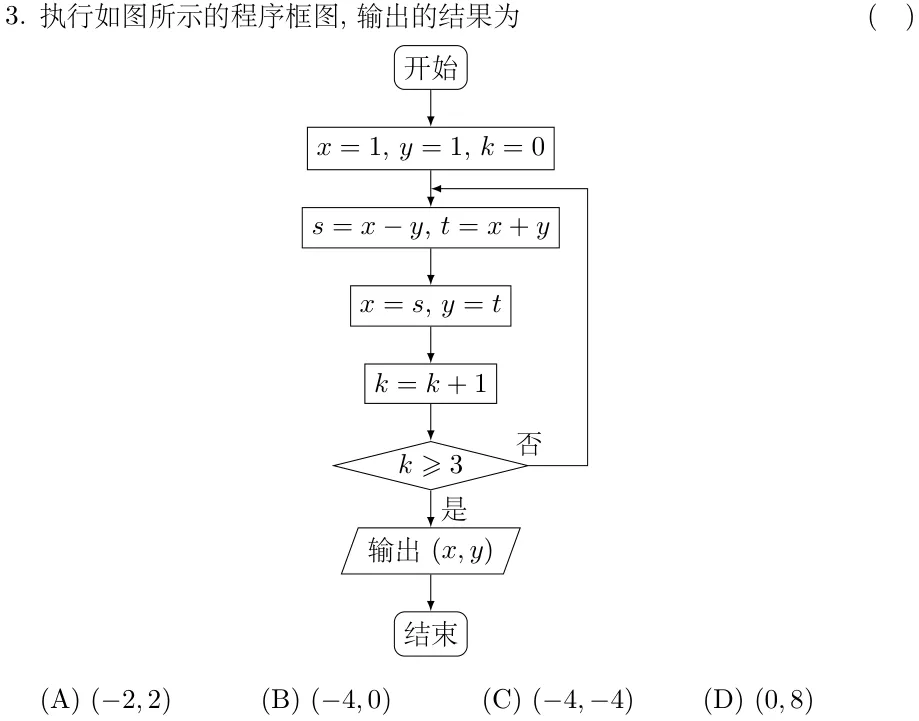 3. 执行如图所示的程序框图, 输出的结果为 ( )
开始
x = 1, y = 1, k = 0
s = x − y, t = x + y
x = s, y = t
k = k + 1
否
k ⩾ 3
是
输出 (x, y)
结束
(A) (−2, 2) (B) (−4, 0) (C) (−4, −4) (D) (0, 8)